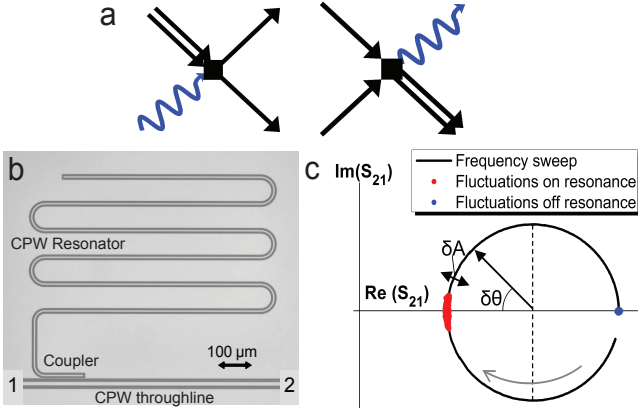 a
b
CPW Resonator
Coupler
100 µm
1
2
CPW throughline
c
Im(S21)
Frequency sweep
Fluctuations on resonance
Fluctuations off resonance
δA
Re (S21)
δθ